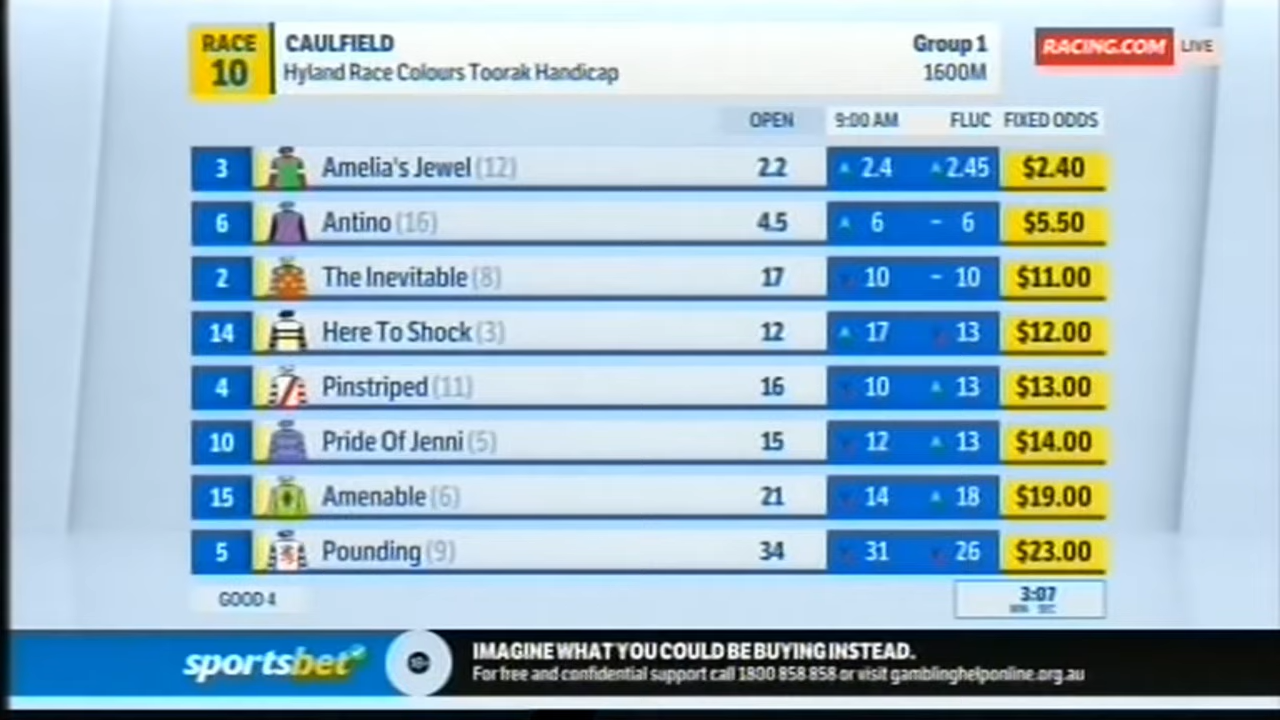 RACE 10
CAULFIELD
Group 1
Hyland Race Colours Toorak Handicap
1600M
RACING.COM LIVE
OPEN 9:00 AM FLUC FIXED ODDS
3 Amelia's Jewel (12) 2.2 2.4 2.45 $2.40
6 Antino (16) 4.5 6 - 6 $5.50
2 The Inevitable (8) 17 10 - 10 $11.00
14 Here To Shock (3) 12 17 13 $12.00
4 Pinstriped (11) 16 10 13 $13.00
10 Pride Of Jenni (5) 15 12 13 $14.00
15 Amenable (6) 21 14 18 $19.00
5 Pounding (9) 34 31 26 $23.00
GOOD 4
3:07
MIN SEC
sportsbet
18+
IMAGINE WHAT YOU COULD BE BUYING INSTEAD.
For free and confidential support call 1800 858 858 or visit gamblinghelponline.org.au